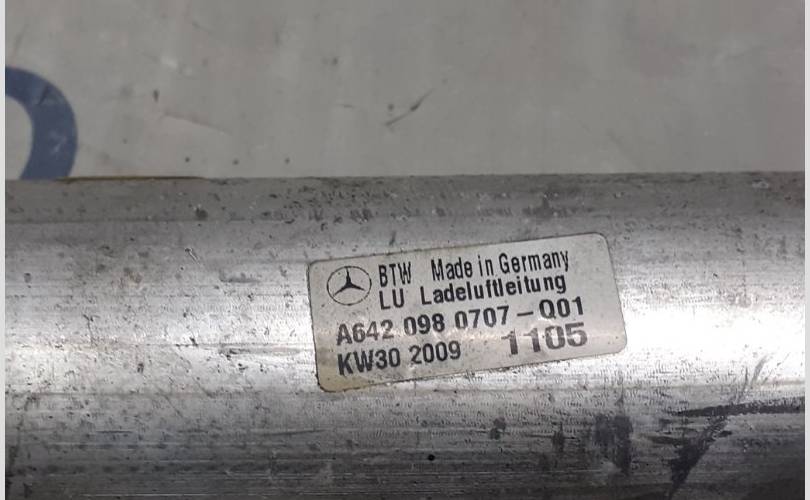 BTW Made in Germany
LU Ladeluftleitung
A642 098 0707-Q01
KW30 2009 1105